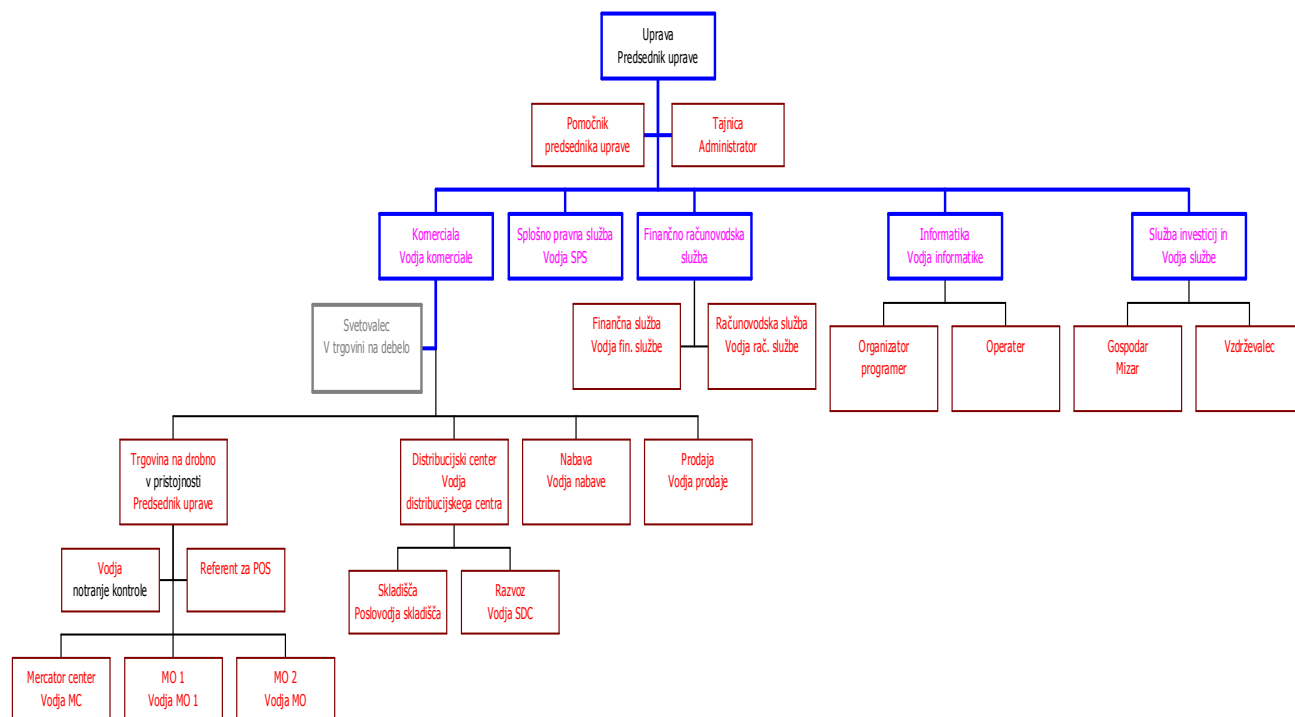 Uprava
Predsednik uprave
Pomočnik
predsednika uprave
Tajnica
Administrator
Komerciala
Vodja komerciale
Splošno pravna služba
Vodja SPS
Finančno računovodska
služba
Informatika
Vodja informatike
Služba investicij in
Vodja službe
Svetovalec
V trgovini na debelo
Finančna služba
Vodja fin. službe
Računovodska služba
Vodja rač. službe
Organizator
programer
Operater
Gospodar
Mizar
Vzdrževalec
Trgovina na drobno
v pristojnosti
Predsednik uprave
Distribucijski center
Vodja
distribucijskega centra
Nabava
Vodja nabave
Prodaja
Vodja prodaje
Vodja
notranje kontrole
Referent za POS
Skladišča
Poslovodja skladišča
Razvoz
Vodja SDC
Mercator center
Vodja MC
MO 1
Vodja MO 1
MO 2
Vodja MO